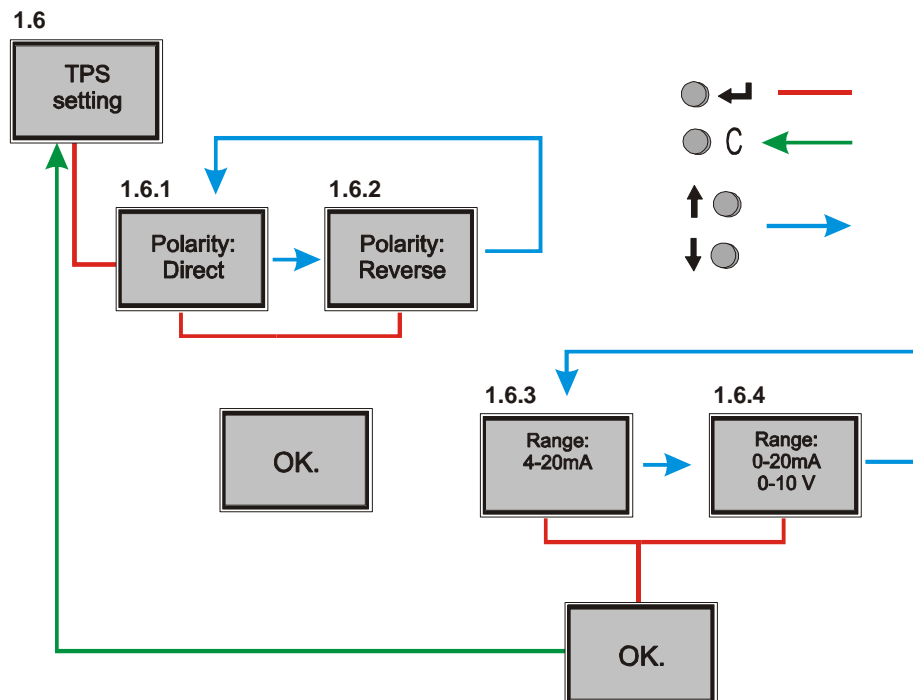 1.6
TPS
setting
C
1.6.1
1.6.2
Polarity:
Direct
Polarity:
Reverse
1.6.3
1.6.4
OK.
Range:
4-20mA
Range:
0-20mA
0-10 V
OK.